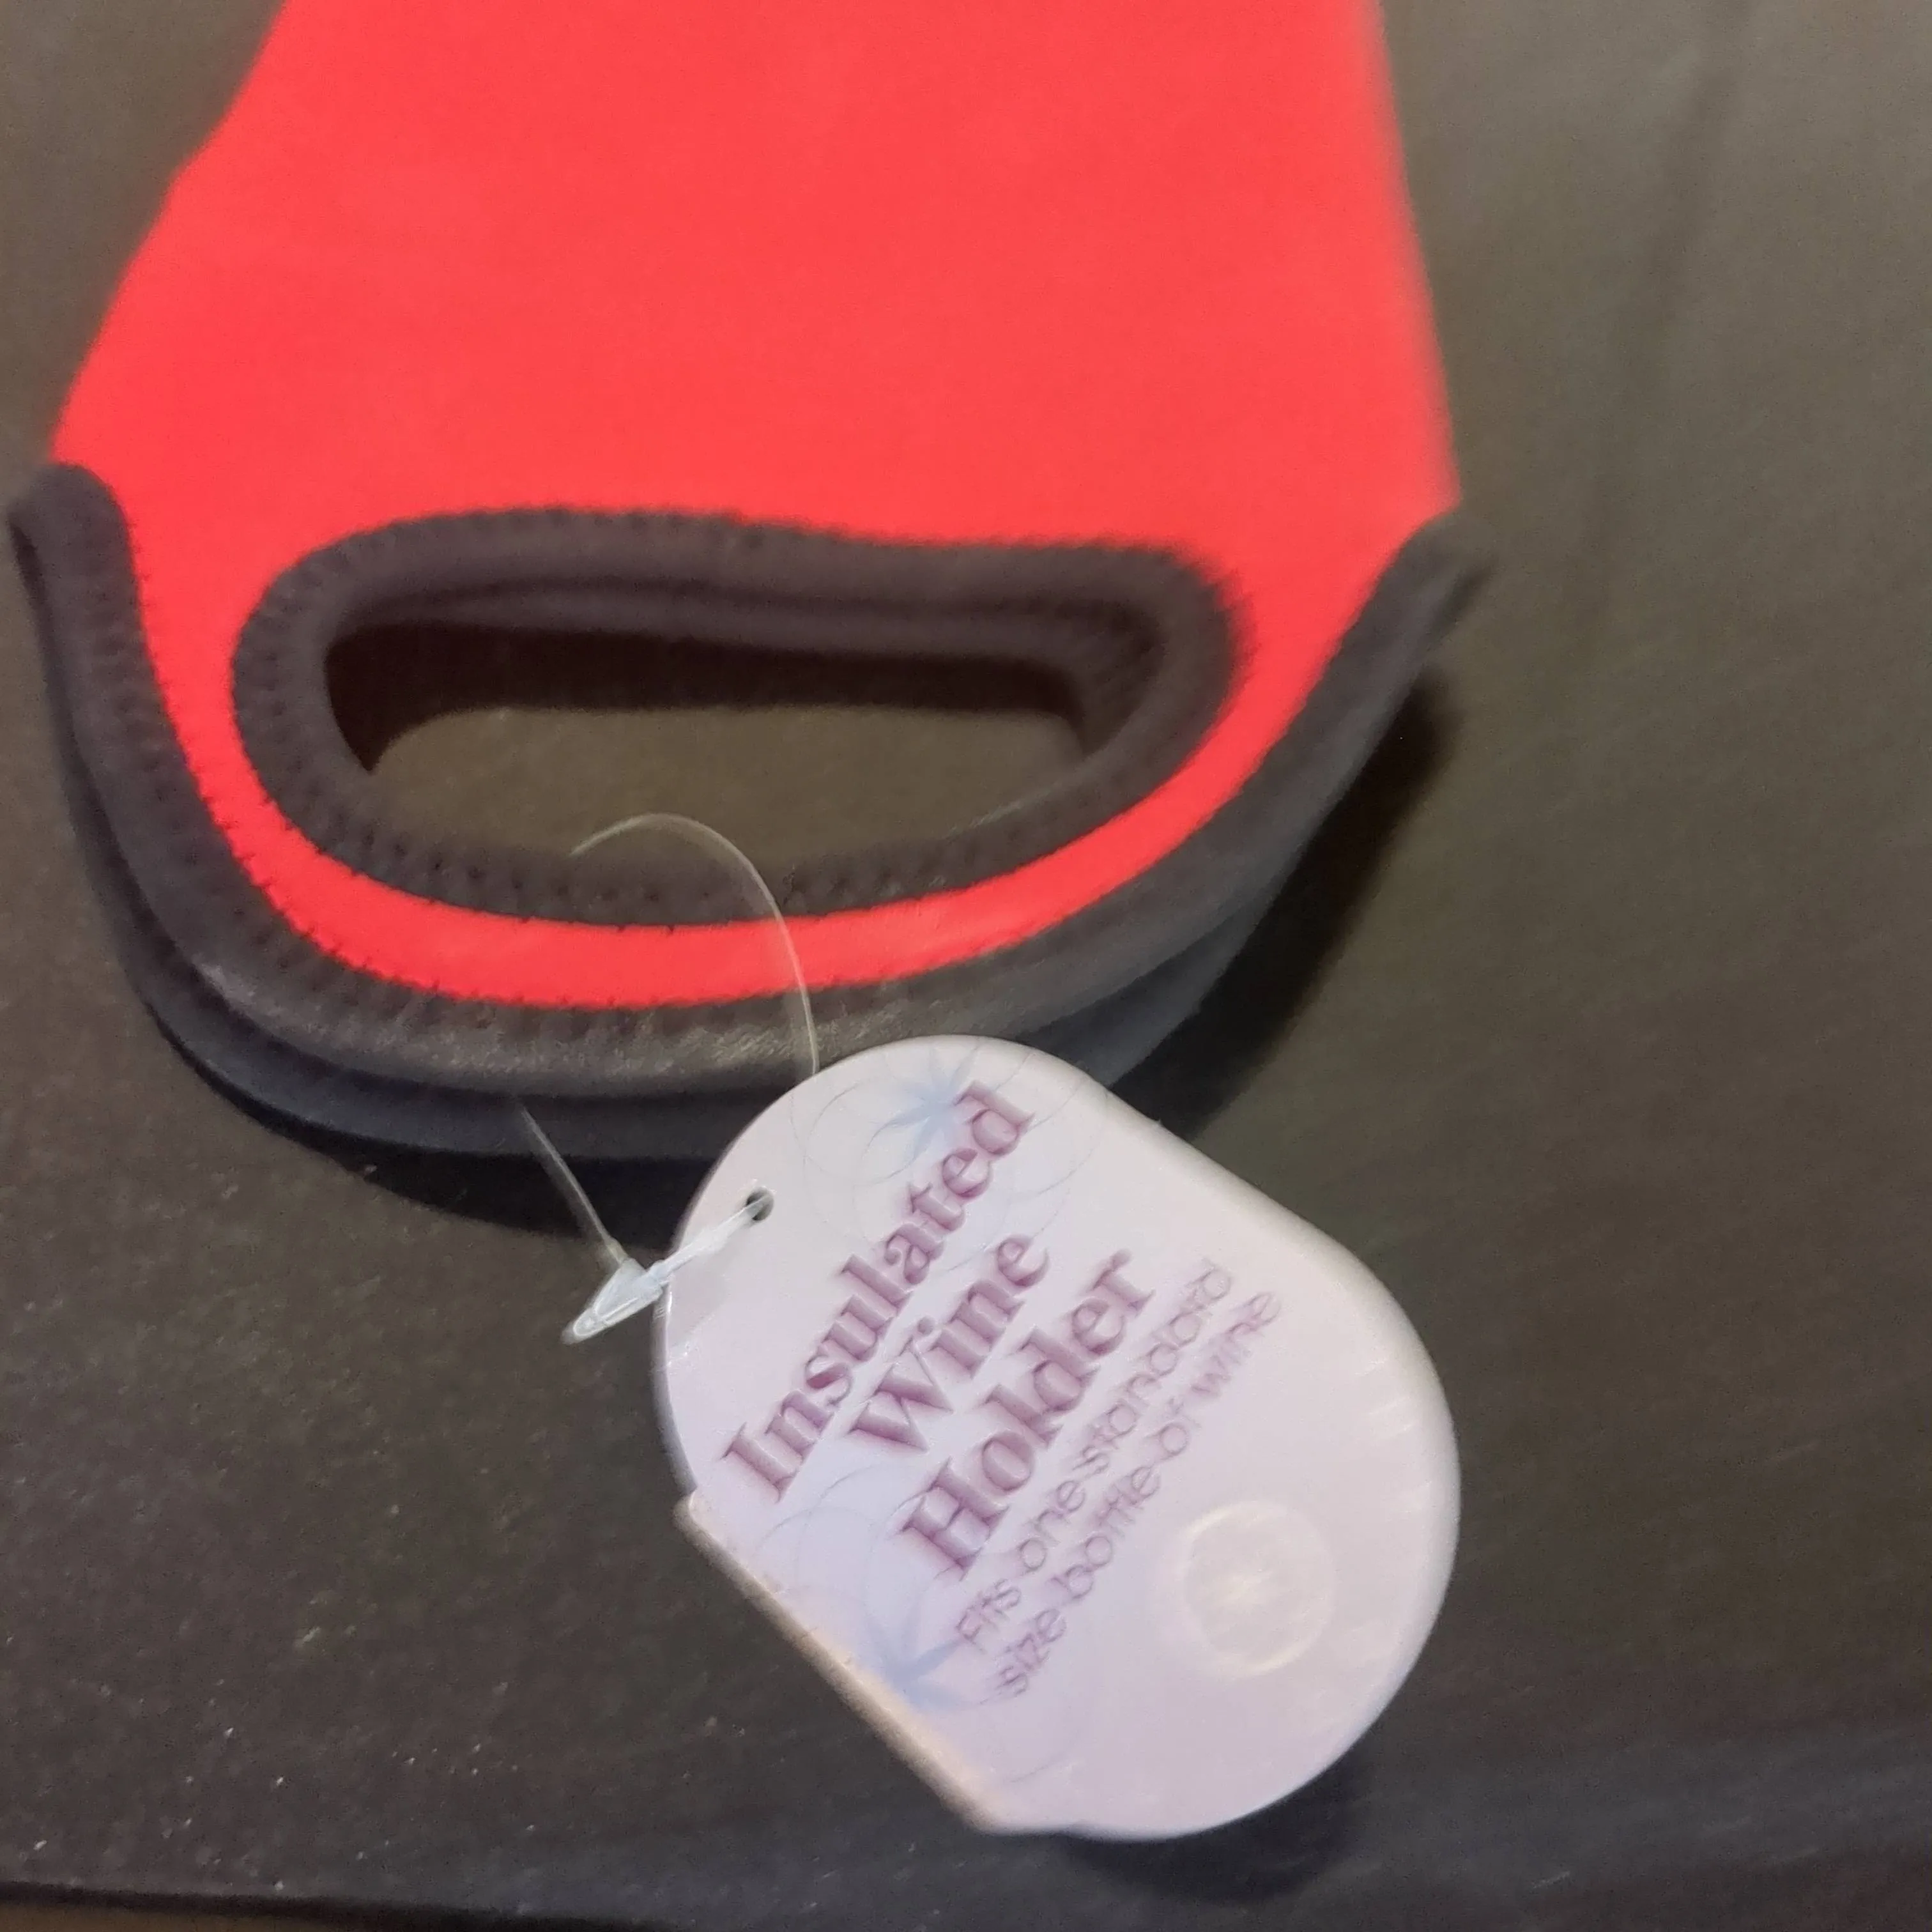 Insulated
Wine
Holder
Fits one standard
size bottle of wine